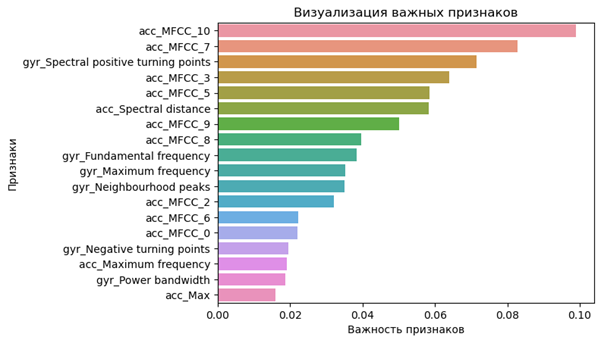 Визуализация важных признаков
acc_MFCC_10
acc_MFCC_7
gyr_Spectral positive turning points
acc_MFCC_3
acc_MFCC_5
acc_Spectral distance
acc_MFCC_9
acc_MFCC_8
gyr_Fundamental frequency
gyr_Maximum frequency
gyr_Neighbourhood peaks
acc_MFCC_2
acc_MFCC_6
acc_MFCC_0
gyr_Negative turning points
acc_Maximum frequency
gyr_Power bandwidth
acc_Max
Признаки
0.00 0.02 0.04 0.06 0.08 0.10
Важность признаков